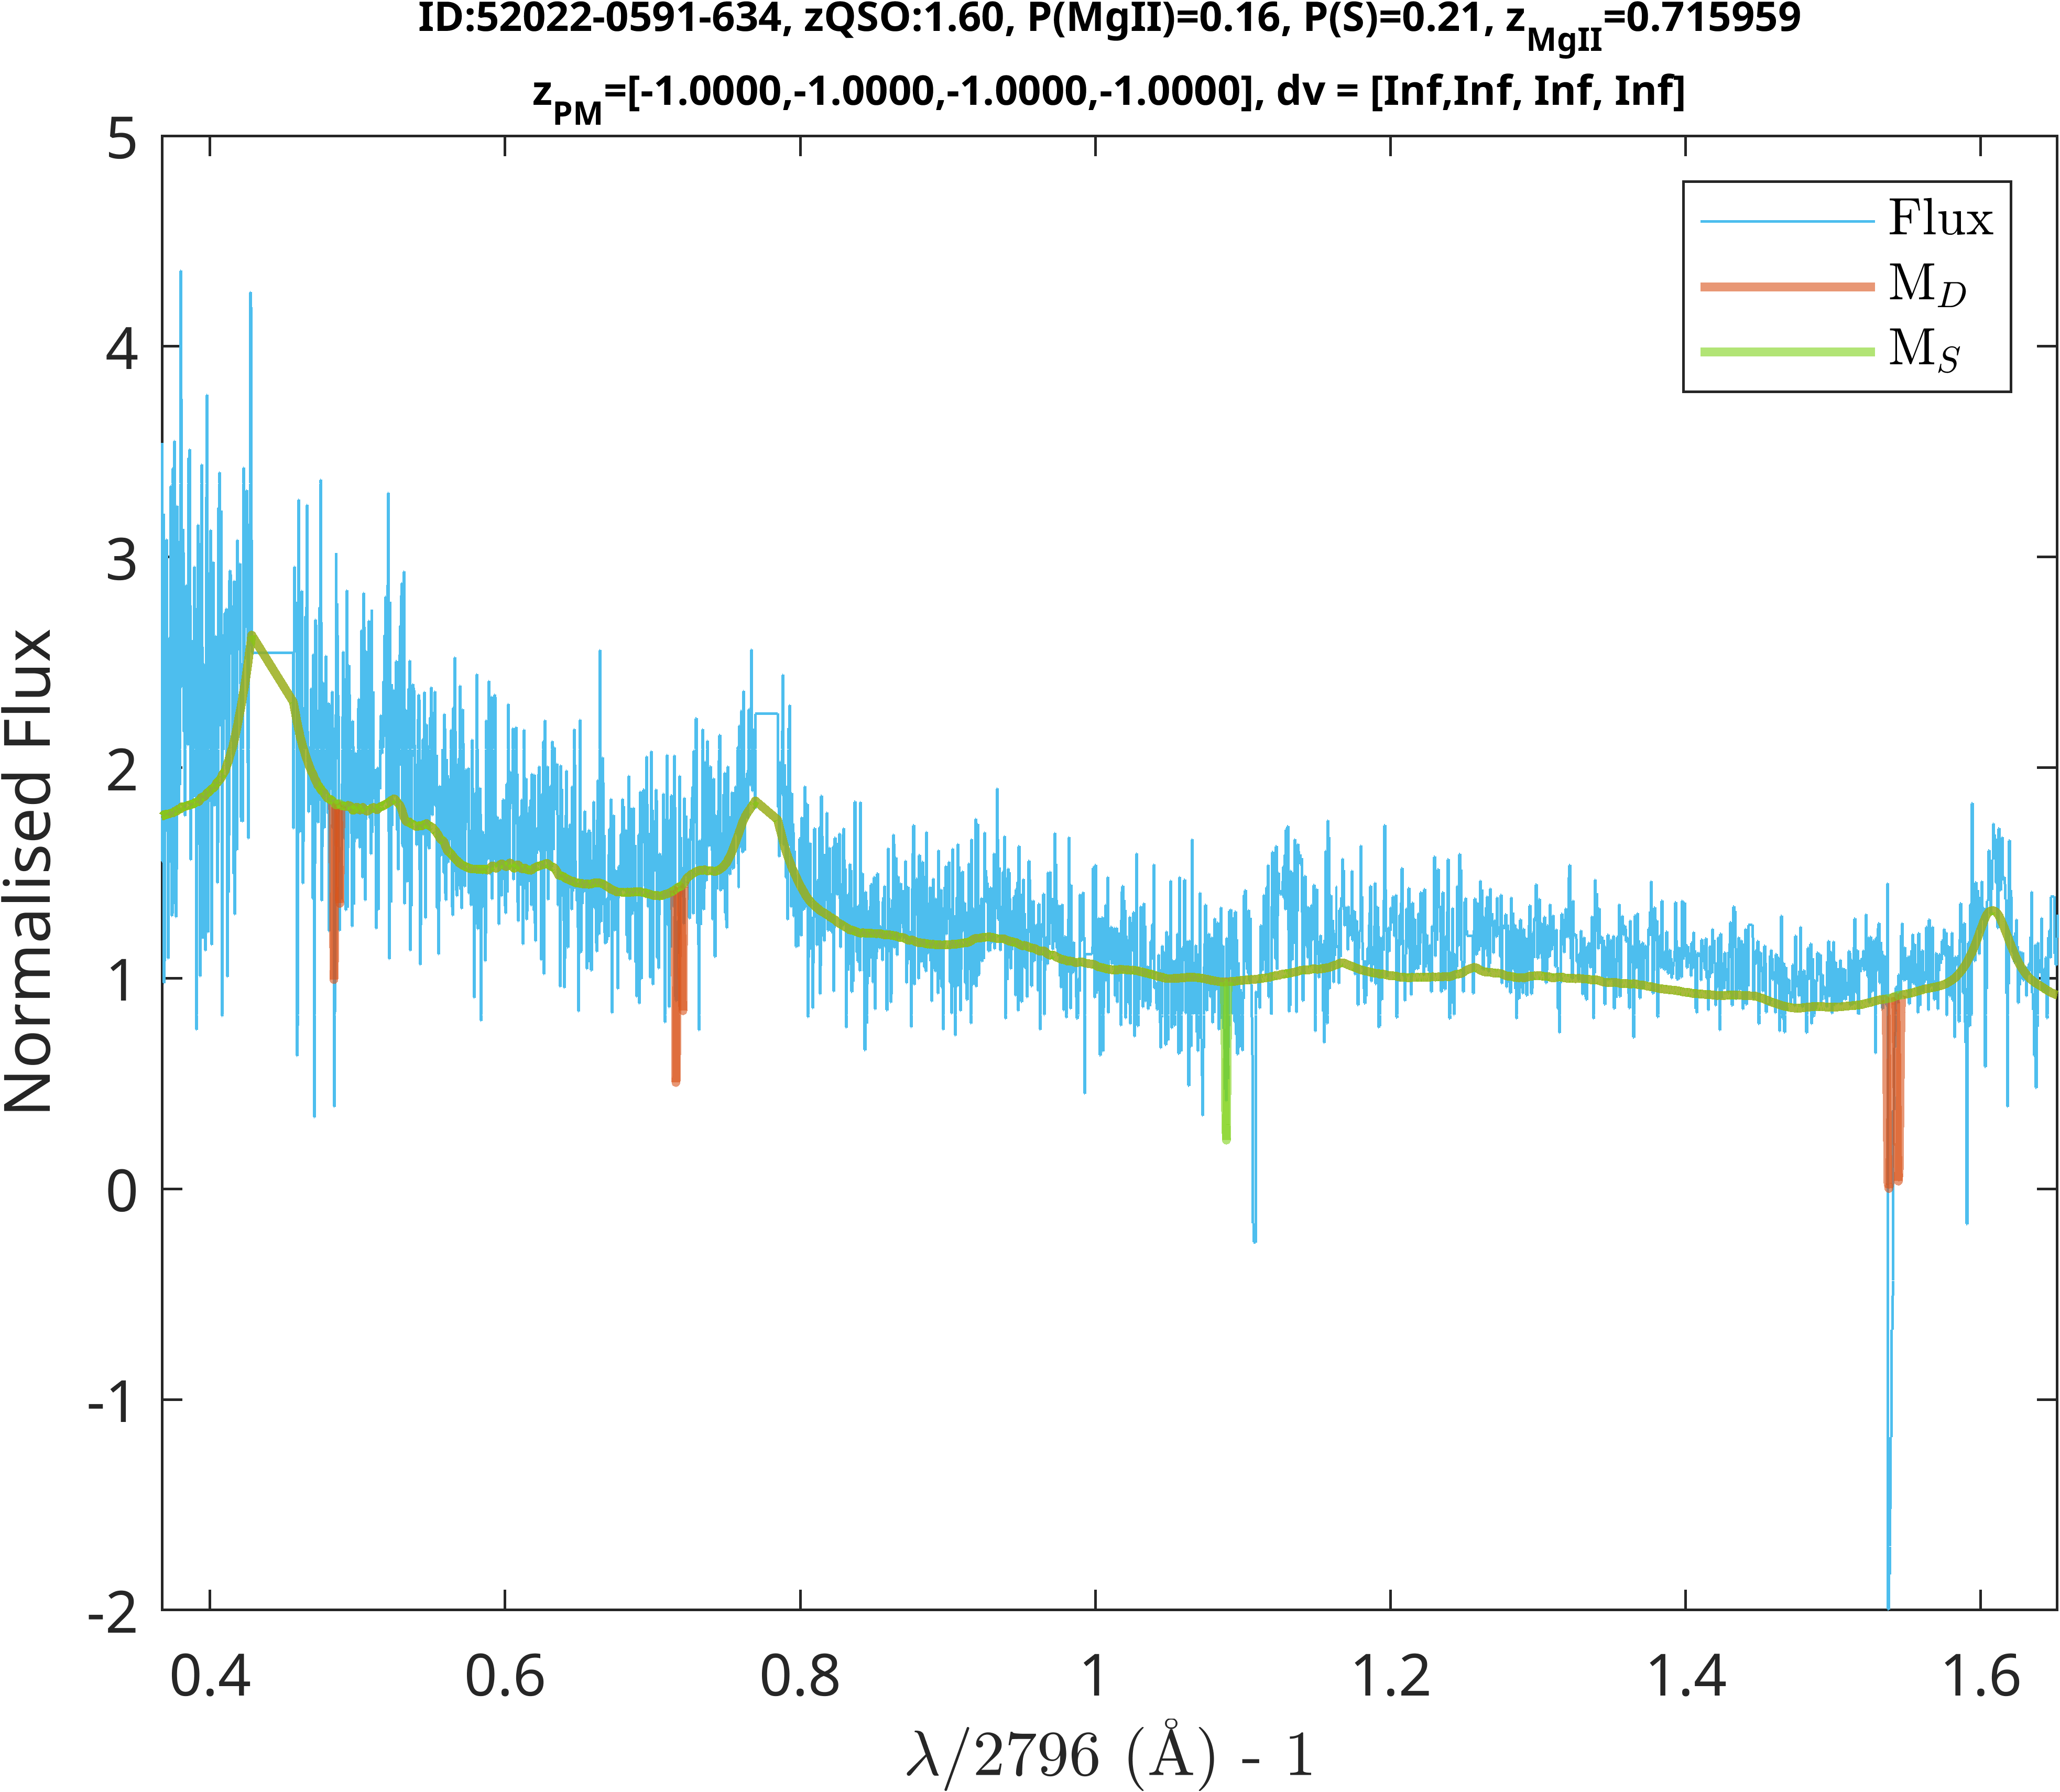 ID:52022-0591-634, zQSO:1.60, P(MgII)=0.16, P(S)=0.21, zMgII=0.715959
zPM=[-1.0000,-1.0000,-1.0000,-1.0000], dv = [Inf,Inf, Inf, Inf]
5
4
3
2
1
0
-1
-2
Normalised Flux
Flux
MD
MS
0.4 0.6 0.8 1 1.2 1.4 1.6
λ/2796 (Å) - 1